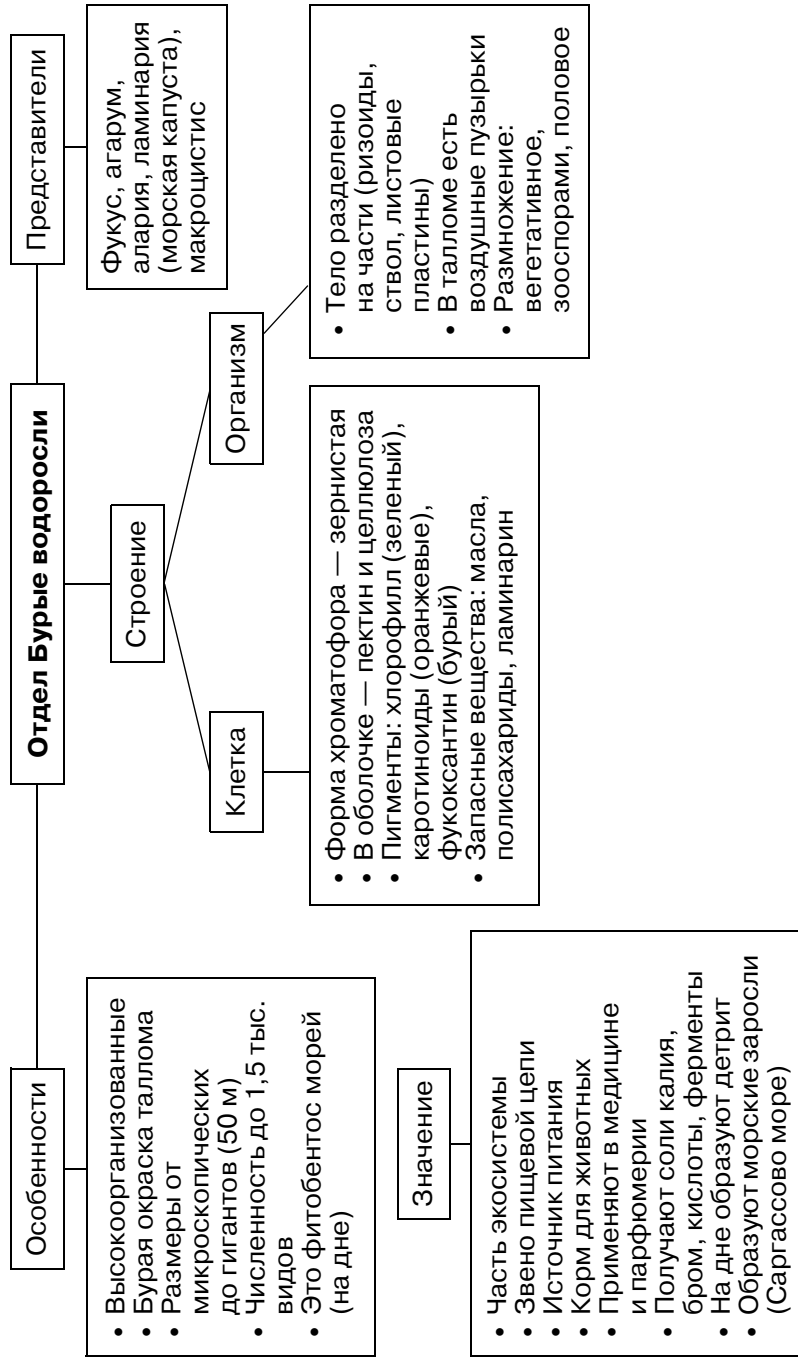 Отдел Бурые водоросли
Особенности
• Высокоорганизованные
• Бурая окраска таллома
• Размеры от
микроскопических
до гигантов (50 м)
• Численность до 1,5 тыс.
видов
• Это фитобентос морей
(на дне)
Строение
Клетка
• Форма хроматофора — зернистая
• В оболочке — пектин и целлюлоза
• Пигменты: хлорофилл (зеленый),
каротиноиды (оранжевые),
фукоксантин (бурый)
• Запасные вещества: масла,
полисахариды, ламинарин
Организм
• Тело разделено
на части (ризоиды,
ствол, листовые
пластины)
• В талломе есть
воздушные пузырьки
• Размножение:
вегетативное,
зооспорами, половое
Представители
Фукус, агарум,
алария, ламинария
(морская капуста),
макроцистис
Значение
• Часть экосистемы
• Звено пищевой цепи
• Источник питания
• Корм для животных
• Применяют в медицине
и парфюмерии
• Получают соли калия,
бром, кислоты, ферменты
• На дне образуют детрит
• Образуют морские заросли
(Саргассово море)